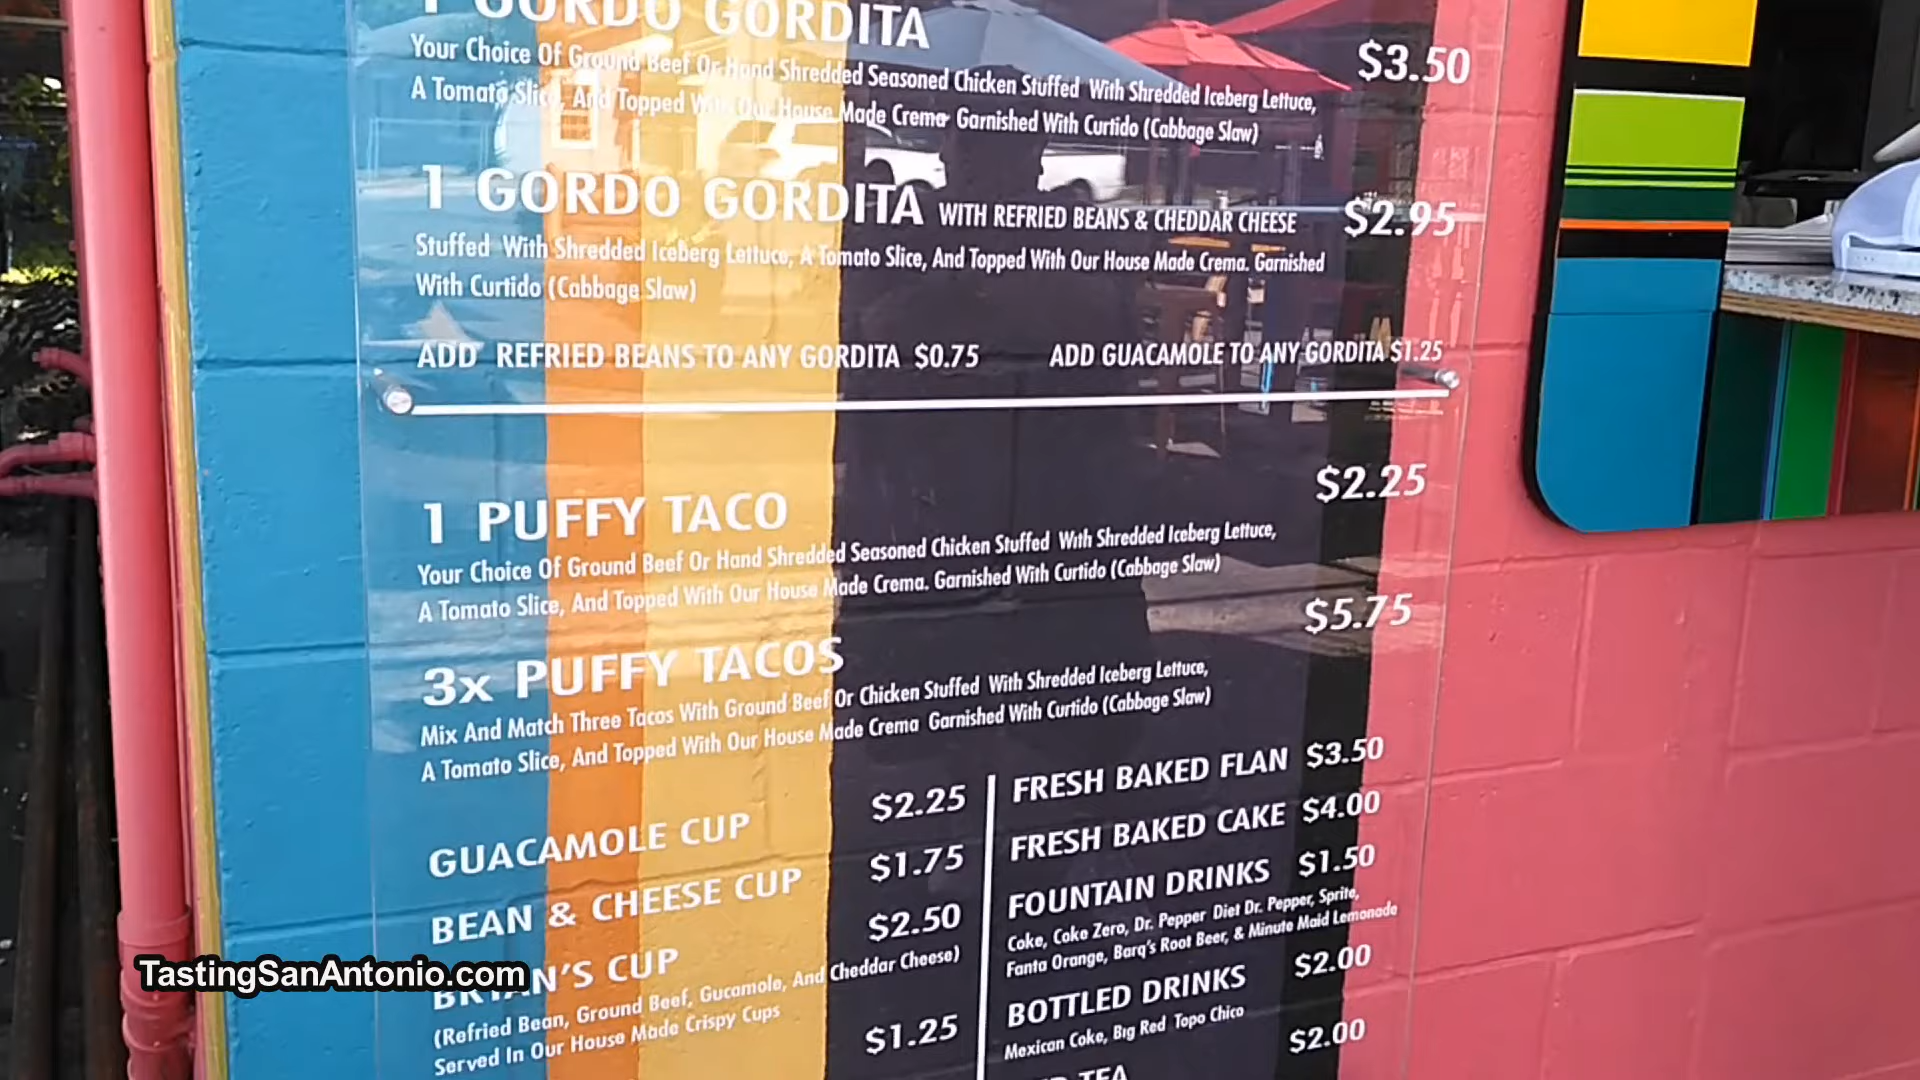 1 GORDO GORDITA $3.50
Your Choice Of Ground Beef Or Hand Shredded Seasoned Chicken Stuffed With Shredded Iceberg Lettuce,
A Tomato Slice, And Topped With Our House Made Crema Garnished With Curtido (Cabbage Slaw)
1 GORDO GORDITA WITH REFRIED BEANS & CHEDDAR CHEESE $2.95
Stuffed With Shredded Iceberg Lettuce, A Tomato Slice, And Topped With Our House Made Crema. Garnished
With Curtido (Cabbage Slaw)
ADD REFRIED BEANS TO ANY GORDITA $0.75 ADD GUACAMOLE TO ANY GORDITA $1.25
1 PUFFY TACO $2.25
Your Choice Of Ground Beef Or Hand Shredded Seasoned Chicken Stuffed With Shredded Iceberg Lettuce,
A Tomato Slice, And Topped With Our House Made Crema. Garnished With Curtido (Cabbage Slaw)
3x PUFFY TACOS $5.75
Mix And Match Three Tacos With Ground Beef Or Chicken Stuffed With Shredded Iceberg Lettuce,
A Tomato Slice, And Topped With Our House Made Crema Garnished With Curtido (Cabbage Slaw)
GUACAMOLE CUP $2.25
BEAN & CHEESE CUP $1.75
BRYAN'S CUP $2.50
(Refried Bean, Ground Beef, Gucamole, And Cheddar Cheese)
Served In Our House Made Crispy Cups
$1.25
FRESH BAKED FLAN $3.50
FRESH BAKED CAKE $4.00
FOUNTAIN DRINKS $1.50
Coke, Coke Zero, Dr. Pepper Diet Dr. Pepper, Sprite,
Fanta Orange, Barq's Root Beer, & Minute Maid Lemonade
BOTTLED DRINKS $2.00
Mexican Coke, Big Red Topo Chico
TEA $2.00
TastingSanAntonio.com